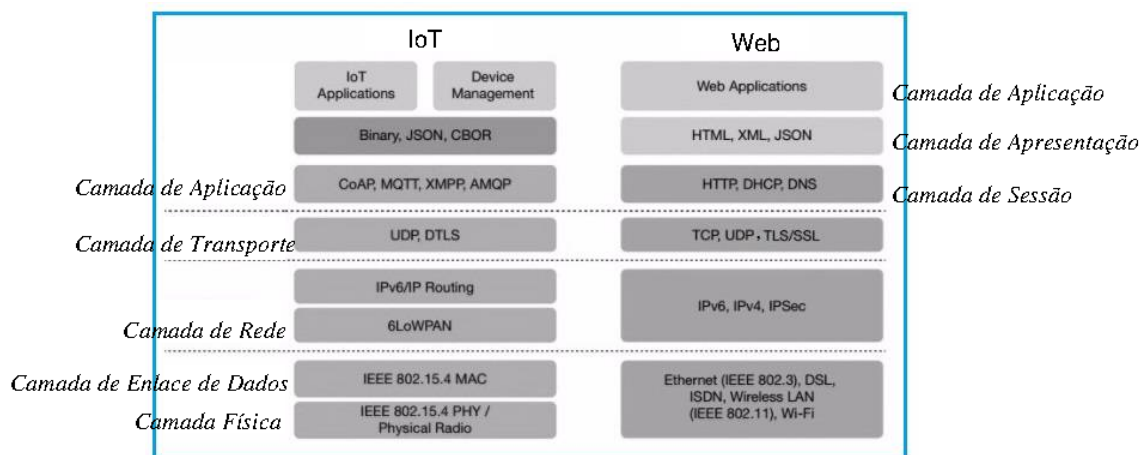 IoT
Web
IoT
Applications
Device
Management
Web Applications
Camada de Aplicação
Binary, JSON, CBOR
HTML, XML, JSON
Camada de Apresentação
Camada de Aplicação
CoAP, MQTT, XMPP, AMQP
HTTP, DHCP, DNS
Camada de Sessão
Camada de Transporte
UDP, DTLS
TCP, UDP, TLS/SSL
IPv6/IP Routing
IPv6, IPv4, IPSec
Camada de Rede
6LoWPAN
Camada de Enlace de Dados
IEEE 802.15.4 MAC
Ethernet (IEEE 802.3), DSL,
ISDN, Wireless LAN
(IEEE 802.11), Wi-Fi
Camada Física
IEEE 802.15.4 PHY /
Physical Radio